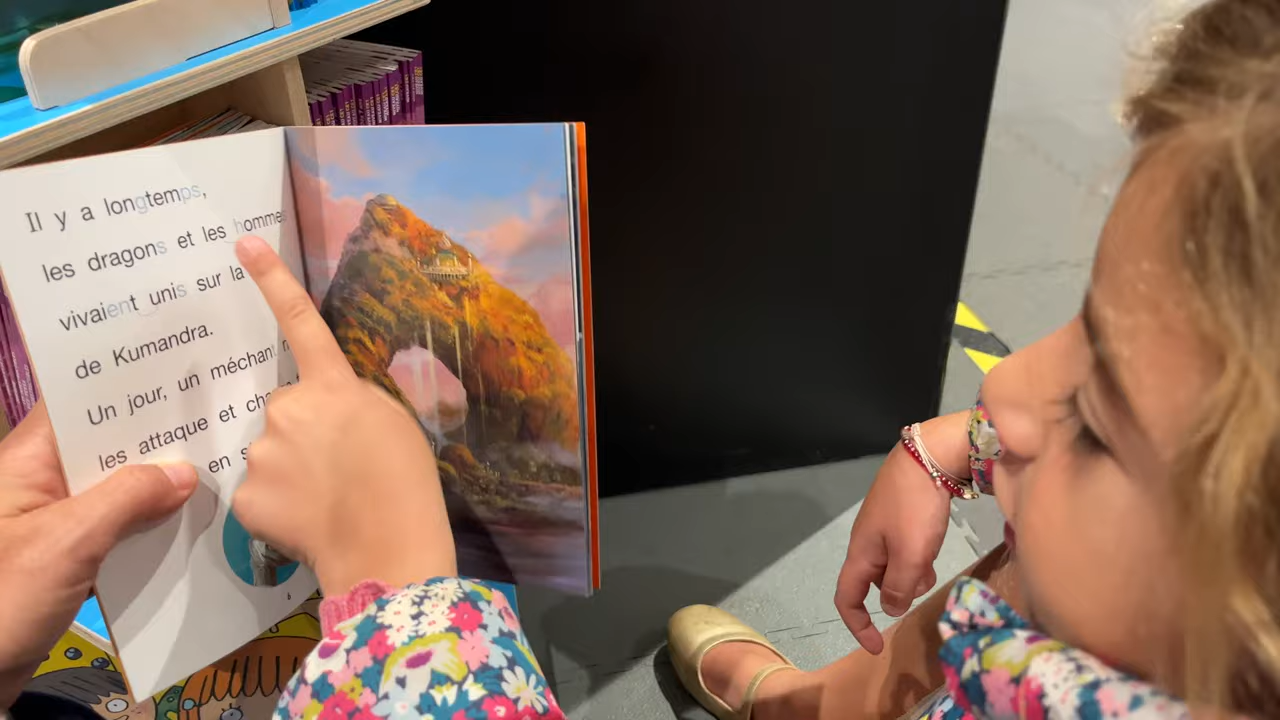 Il y a longtemps,
les dragons et les hommes
vivaient unis sur la
de Kumandra.
Un jour, un méchant
les attaque et
en
6